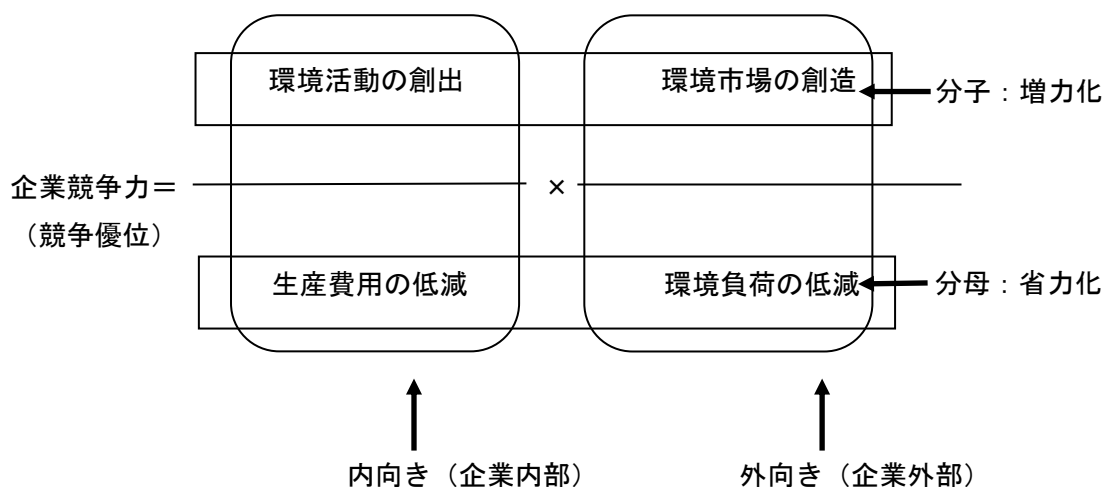 環境活動の創出 環境市場の創造 分子：増力化
企業競争力＝ ×
（競争優位）
生産費用の低減 環境負荷の低減 分母：省力化
内向き（企業内部） 外向き（企業外部）